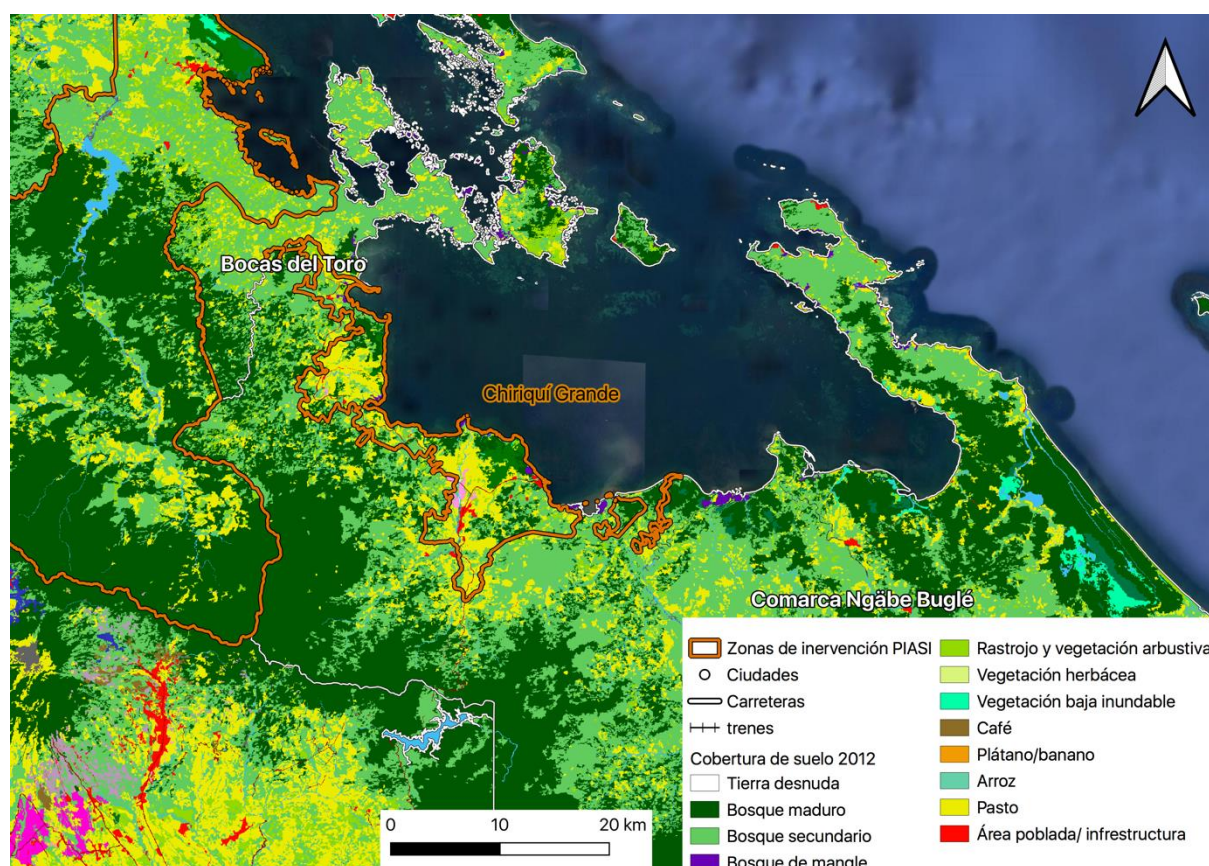 Bocas del Toro
Chiriquí Grande
Comarca Ngäbe Buglé
Zonas de inervención PIASI
Ciudades
Carreteras
trenes
Cobertura de suelo 2012
Tierra desnuda
Bosque maduro
Bosque secundario
Bosque de mangle
Rastrojo y vegetación arbustiva
Vegetación herbácea
Vegetación baja inundable
Café
Plátano/banano
Arroz
Pasto
Área poblada/ infrestructura
0 10 20 km